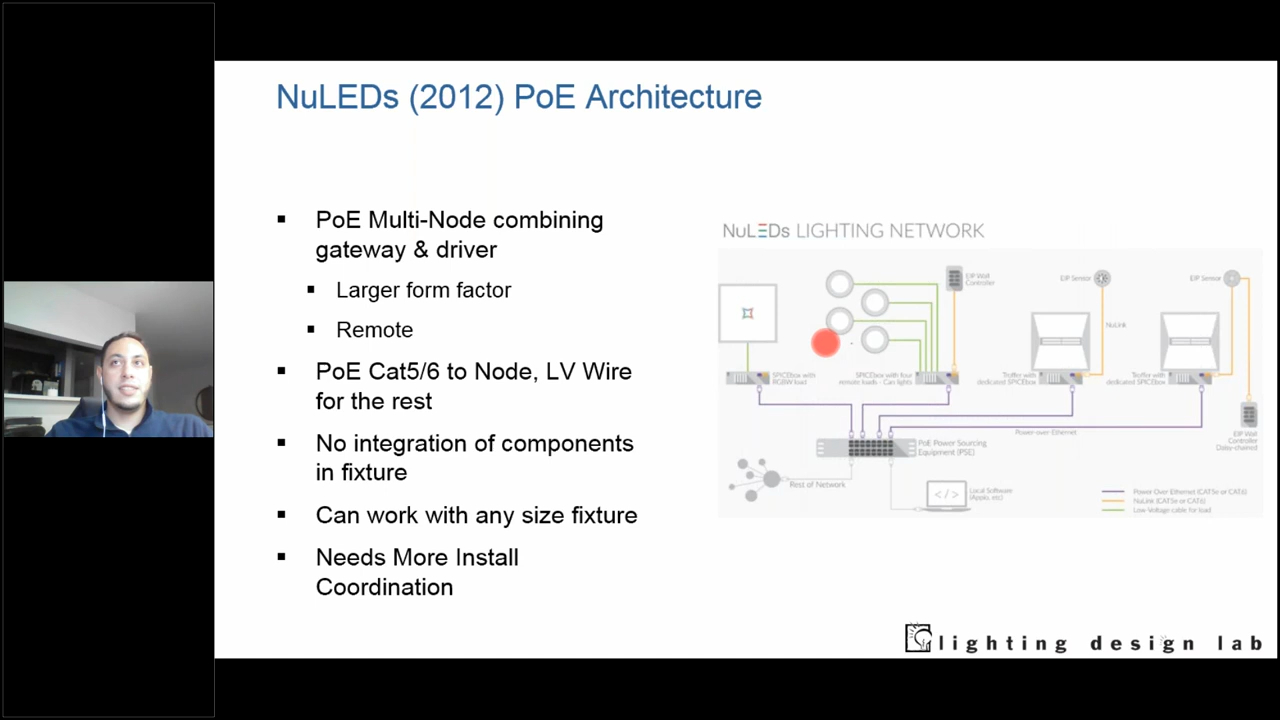 NuLEDs (2012) PoE Architecture
PoE Multi-Node combining
gateway & driver
Larger form factor
Remote
PoE Cat5/6 to Node, LV Wire
for the rest
No integration of components
in fixture
Can work with any size fixture
Needs More Install
Coordination
NuLEDs LIGHTING NETWORK
EIP Wall
Controller
EIP Sensor
EIP Sensor
NuLink
SPICEbox with
RGBW load
SPICEbox with four
remote loads - Can lights
Troffer with
dedicated SPICEbox
Troffer with
dedicated SPICEbox
Power-over Ethernet
EIP Wall
Controller
Daisy-chained
PoE Power Sourcing
Equipment (PSE)
Rest of Network
</>
Local Software
(Apps, etc)
Power Over Ethernet (CAT5e or CAT6)
NuLink (CAT5e or CAT6)
Low Voltage cable for load
lighting design lab